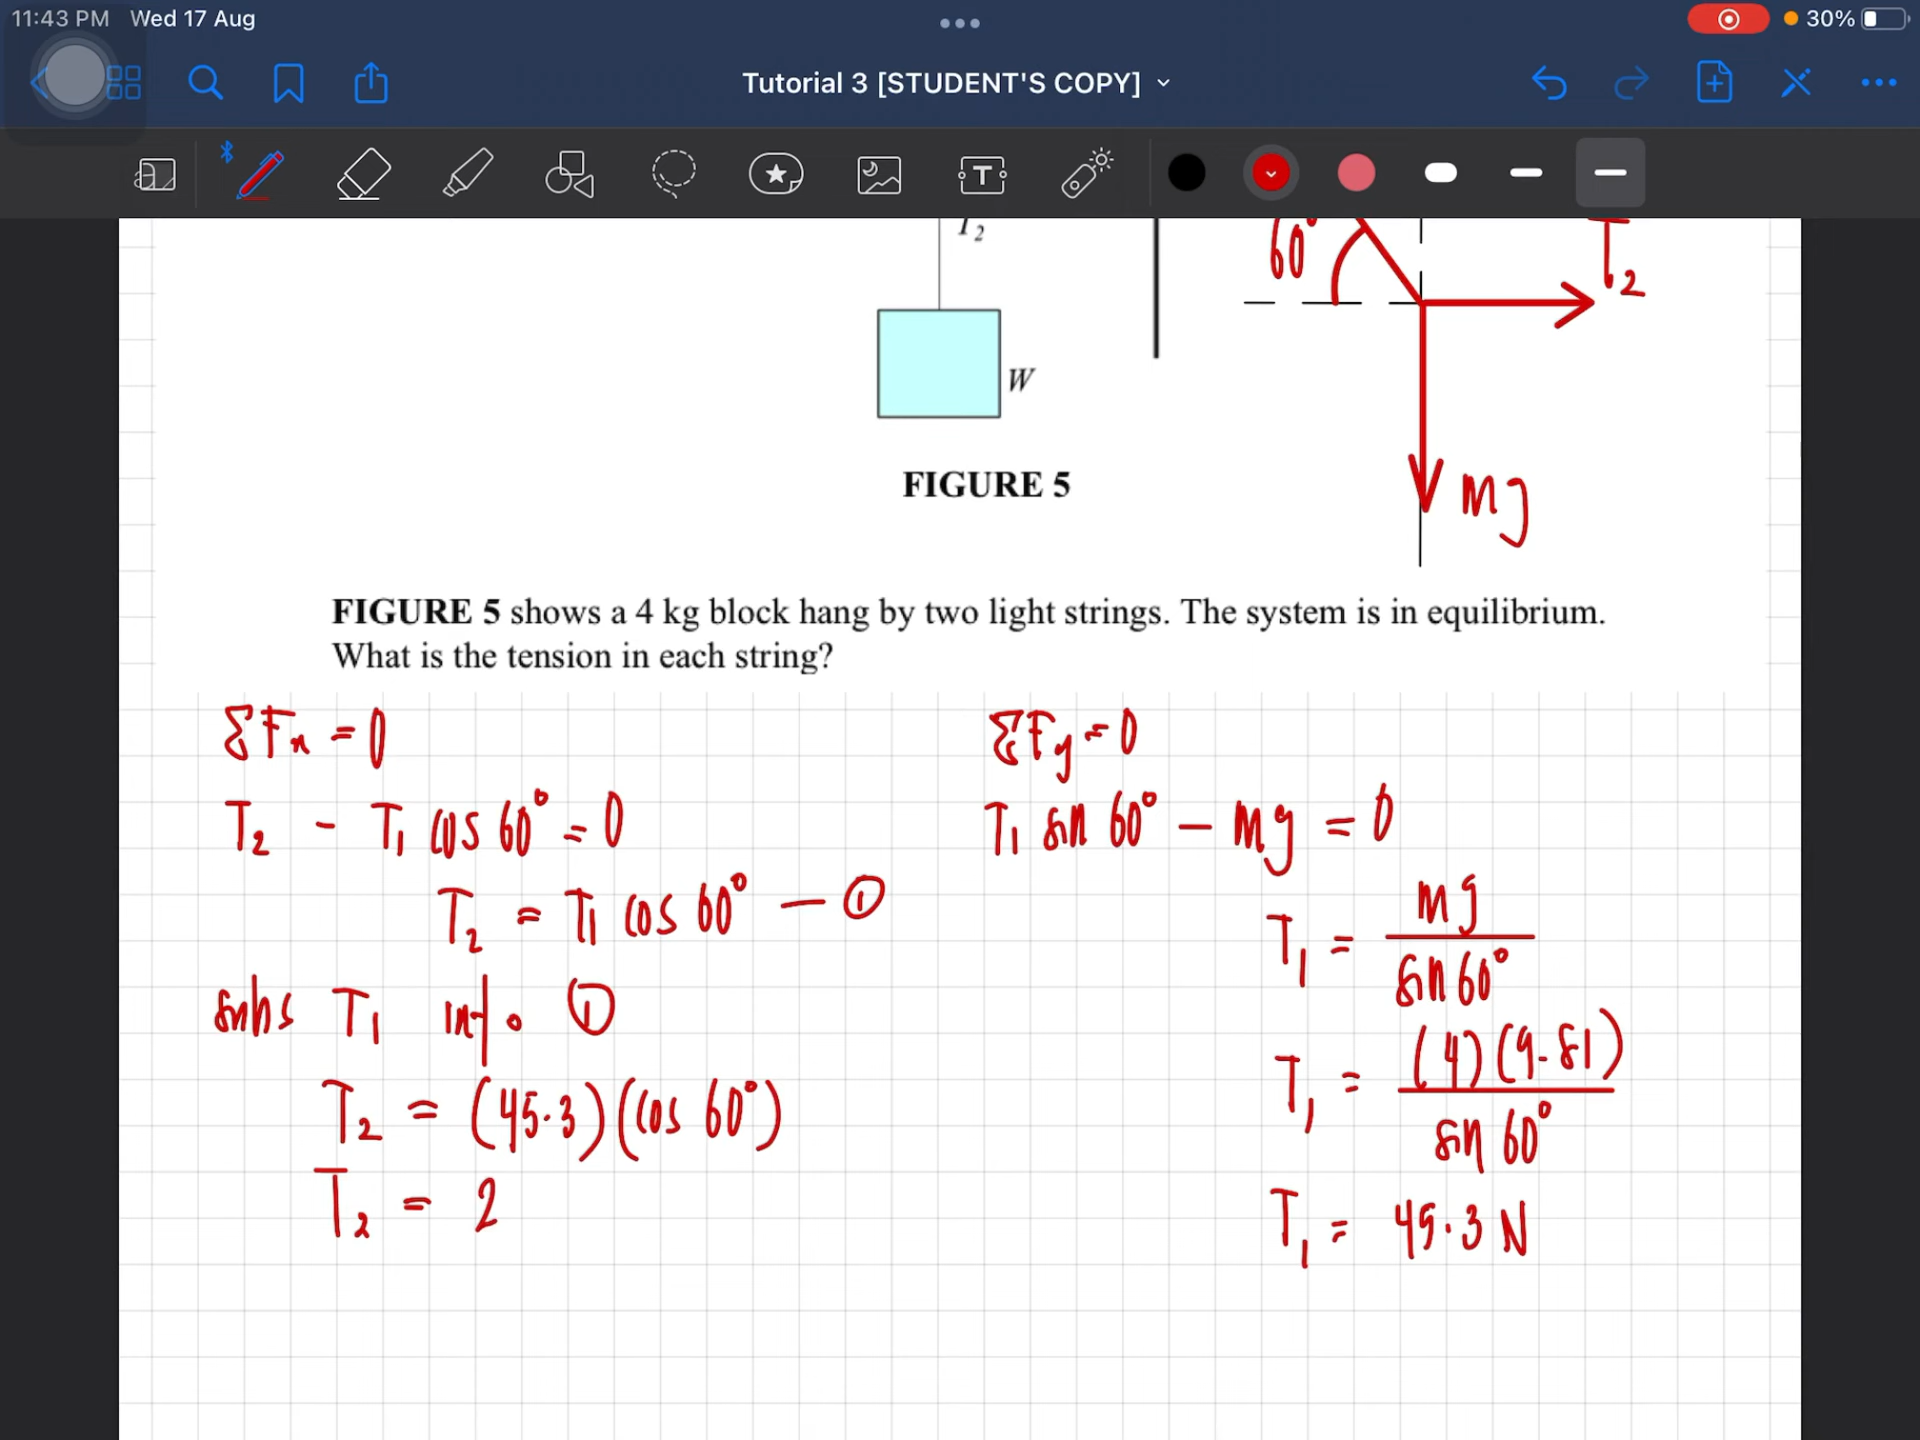 11:43 PM Wed 17 Aug
30%
Tutorial 3 [STUDENT'S COPY]
T₂
60°
T₂
W
FIGURE 5
mg
FIGURE 5 shows a 4 kg block hang by two light strings. The system is in equilibrium.
What is the tension in each string?
ΣFx = 0
T₂ - T₁ cos 60° = 0
T₂ = T₁ cos 60° — ①
subs T₁ into ①
T₂ = (45.3)(cos 60°)
T₂ = 2
ΣFy = 0
T₁ sin 60° - mg = 0
T₁ = mg / sin 60°
T₁ = (4)(9.81) / sin 60°
T₁ = 45.3 N